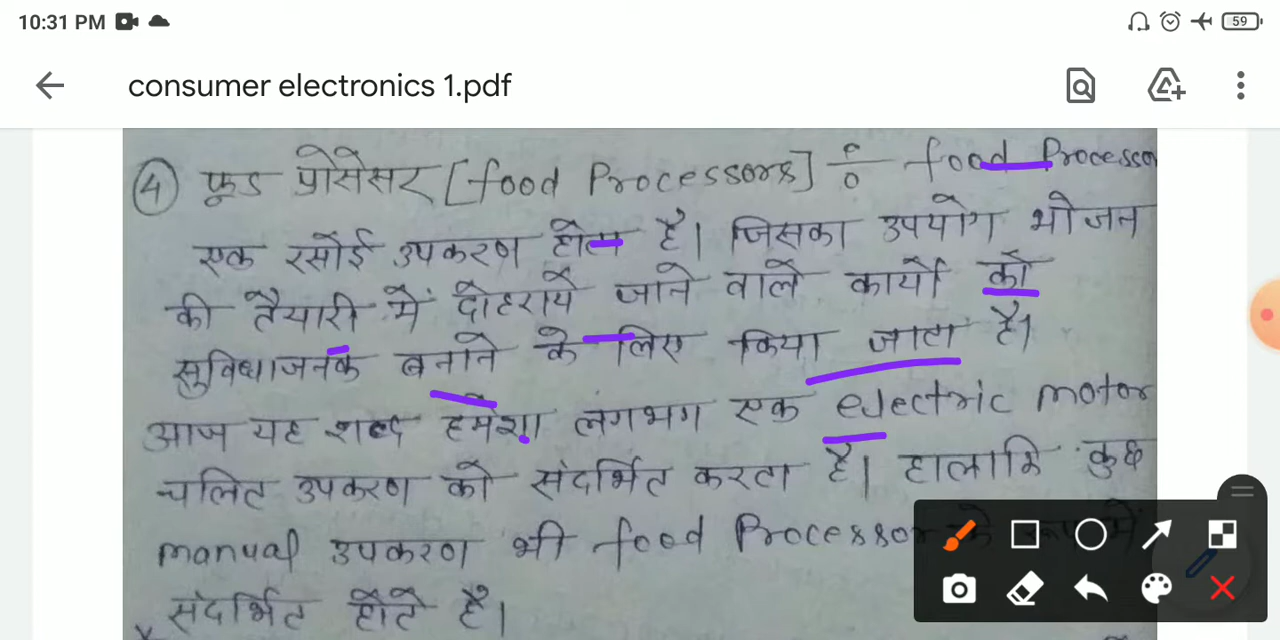 10:31 PM 59
consumer electronics 1.pdf
④ फूड प्रोसेसर [food Processors] ÷ food Processo
एक रसोई उपकरण होता है। जिसका उपयोग भोजन
की तैयारी में दोहराये जाने वाले कार्यों को
सुविधाजनक बनाने के लिए किया जाता है।
आज यह शब्द हमेशा लगभग एक electric motor
चलित उपकरण को संदर्भित करता है। हालाकि कुछ
manual उपकरण भी food Processor
संदर्भित होते है।